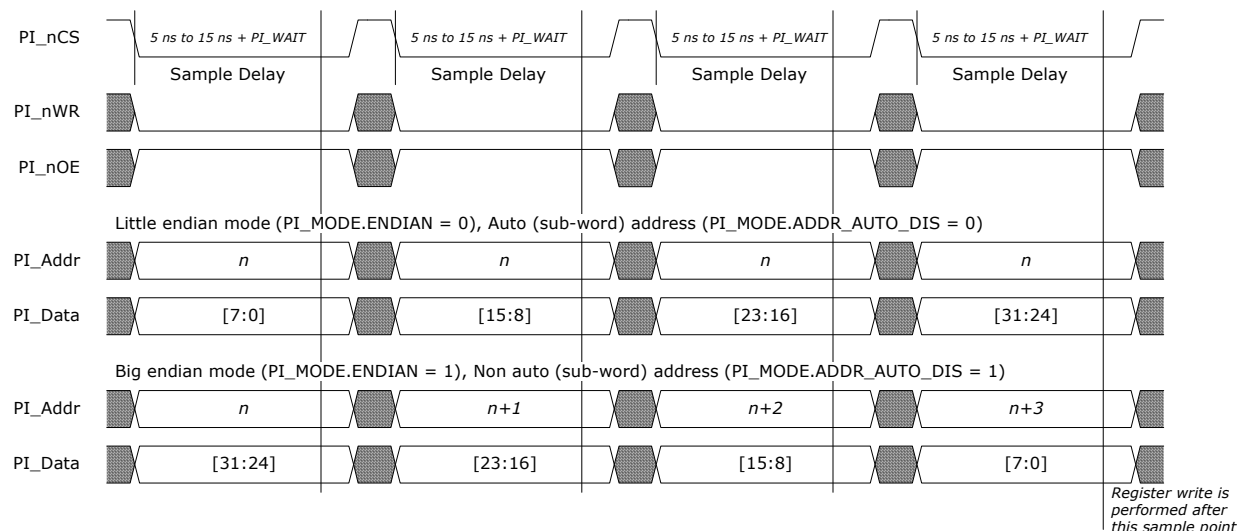 PI_nCS 5 ns to 15 ns + PI_WAIT 5 ns to 15 ns + PI_WAIT 5 ns to 15 ns + PI_WAIT 5 ns to 15 ns + PI_WAIT
Sample Delay Sample Delay Sample Delay Sample Delay
PI_nWR
PI_nOE
Little endian mode (PI_MODE.ENDIAN = 0), Auto (sub-word) address (PI_MODE.ADDR_AUTO_DIS = 0)
PI_Addr n n n n
PI_Data [7:0] [15:8] [23:16] [31:24]
Big endian mode (PI_MODE.ENDIAN = 1), Non auto (sub-word) address (PI_MODE.ADDR_AUTO_DIS = 1)
PI_Addr n n+1 n+2 n+3
PI_Data [31:24] [23:16] [15:8] [7:0]
Register write is
performed after
this sample point